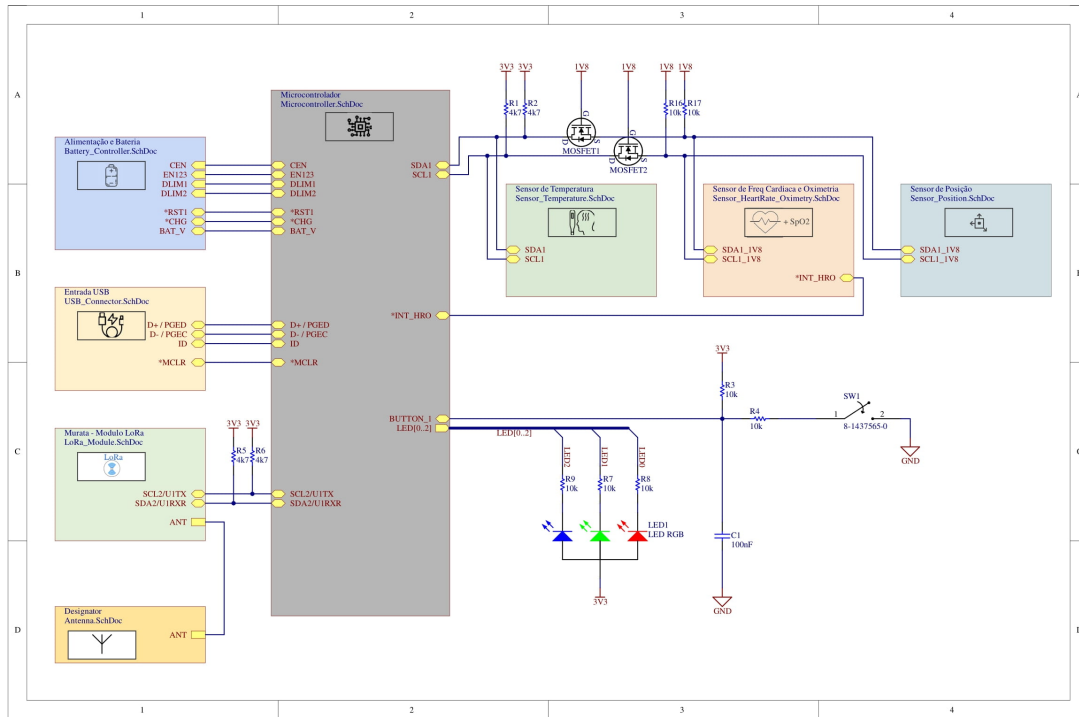 1
2
3
4
A
A
Alimentação e Bateria
Battery_Controller.SchDoc
CEN
EN123
DLIM1
DLIM2
*RST1
*CHG
BAT_V
Microcontrolador
Microcontroller.SchDoc
CEN
EN123
DLIM1
DLIM2
*RST1
*CHG
BAT_V
SDA1
SCL1
3V3
3V3
R1
4k7
R2
4k7
1V8
G
D
S
MOSFET1
1V8
G
D
S
MOSFET2
1V8
1V8
R16
10k
R17
10k
Sensor de Temperatura
Sensor_Temperature.SchDoc
SDA1
SCL1
Sensor de Freq Cardiaca e Oximetria
Sensor_HeartRate_Oximetry.SchDoc
+ SpO2
SDA1_1V8
SCL1_1V8
*INT_HRO
Sensor de Posição
Sensor_Position.SchDoc
SDA1_1V8
SCL1_1V8
B
Entrada USB
USB_Connector.SchDoc
D+ / PGED
D- / PGEC
ID
*MCLR
D+ / PGED
D- / PGEC
ID
*MCLR
*INT_HRO
3V3
R3
10k
R4
10k
SW1
1
2
8-1437565-0
GND
BUTTON_1
LED[0..2]
LED[0..2]
LED2
LED1
LED0
R9
10k
R7
10k
R8
10k
LED1
LED RGB
3V3
C1
100nF
GND
C
Murata - Modulo LoRa
LoRa_Module.SchDoc
LoRa
3V3
3V3
R5
4k7
R6
4k7
SCL2/U1TX
SDA2/U1RXR
ANT
SCL2/U1TX
SDA2/U1RXR
D
Designator
Antenna.SchDoc
ANT
1
2
3
4